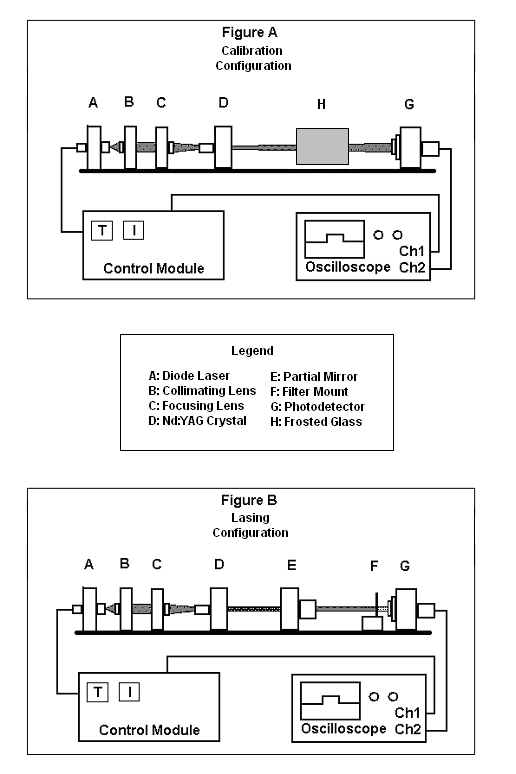 Figure A
Calibration
Configuration
A B C D H G
T I
Control Module
Ch1
Oscilloscope
Ch2
Legend
A: Diode Laser E: Partial Mirror
B: Collimating Lens F: Filter Mount
C: Focusing Lens G: Photodetector
D: Nd:YAG Crystal H: Frosted Glass
Figure B
Lasing
Configuration
A B C D E F G
T I
Control Module
Ch1
Oscilloscope
Ch2